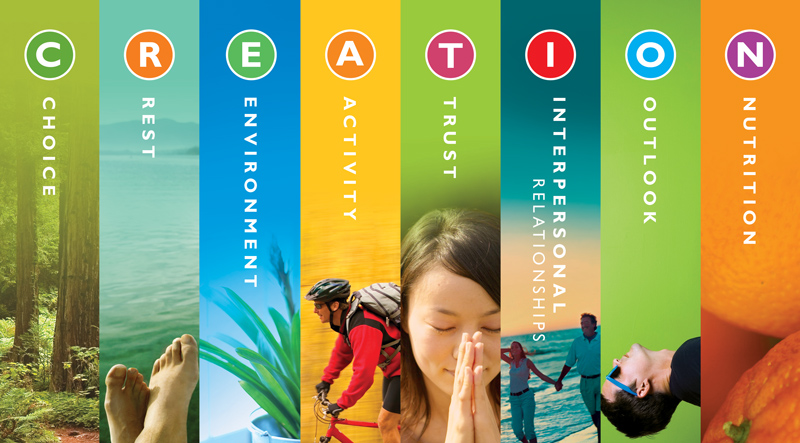 C
CHOICE
R
REST
E
ENVIRONMENT
A
ACTIVITY
T
TRUST
I
INTERPERSONAL
RELATIONSHIPS
O
OUTLOOK
N
NUTRITION